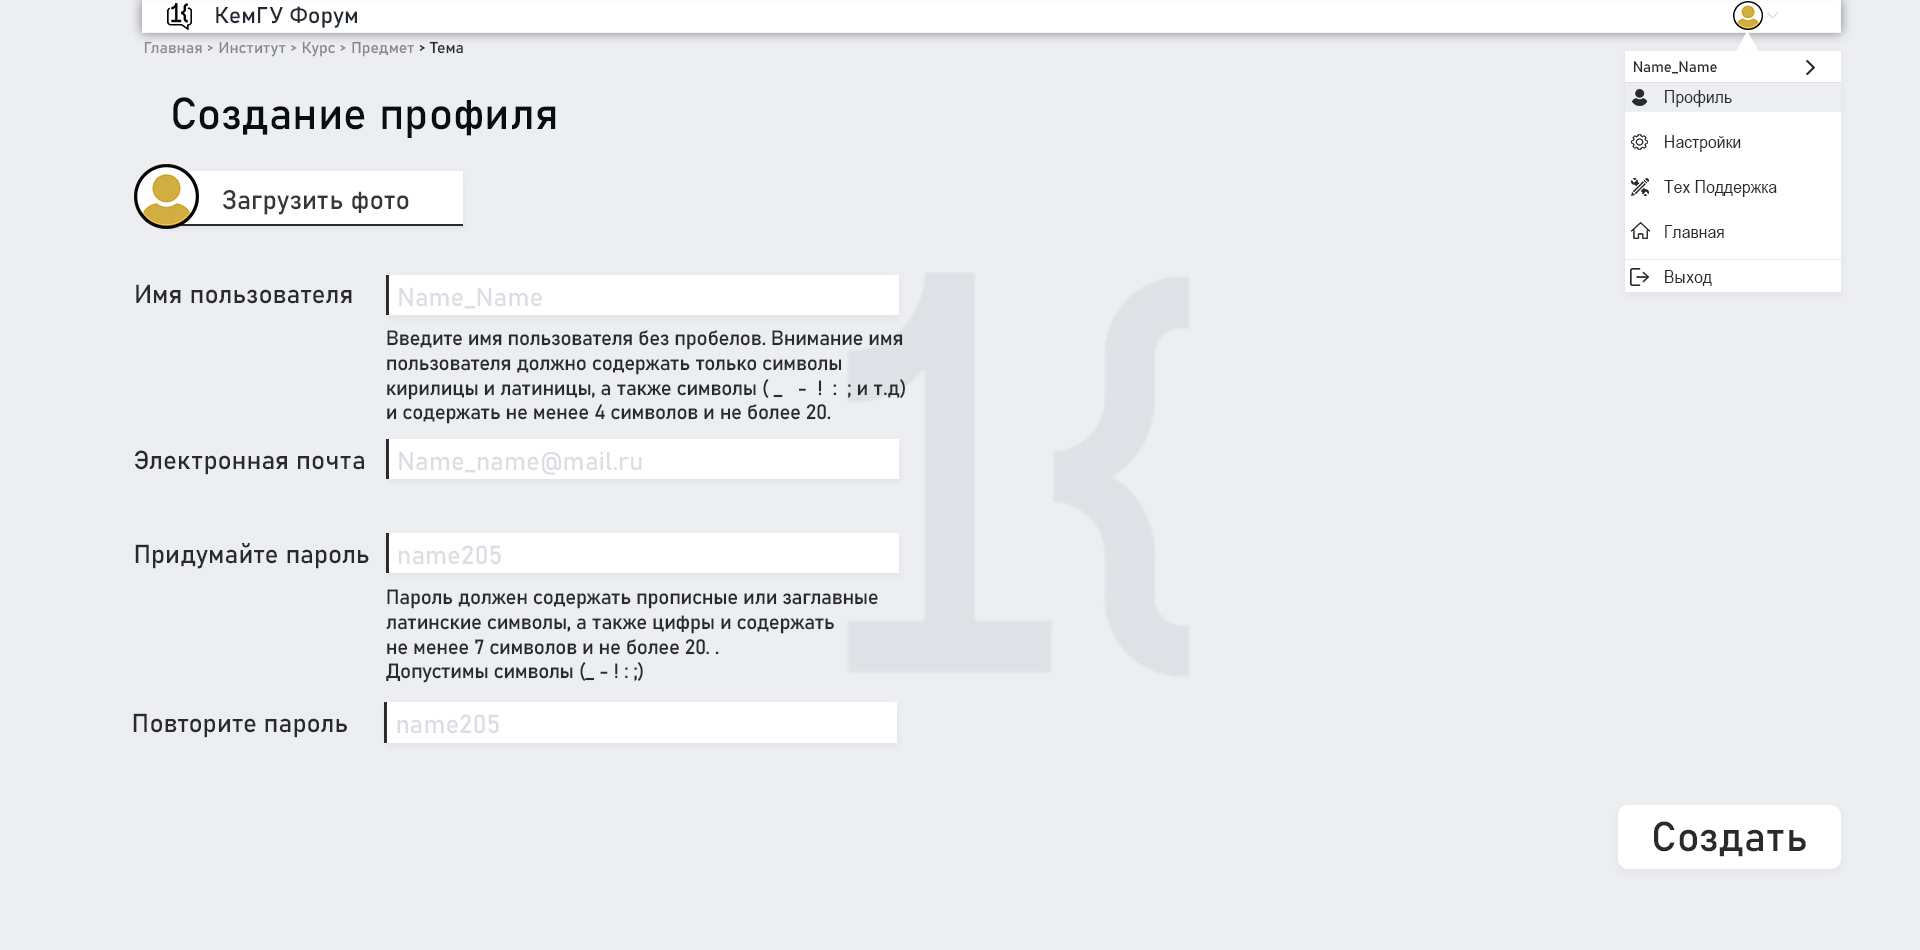 1{
КемГУ Форум
Главная > Институт > Курс > Предмет > Тема
Name_Name
Профиль
Настройки
Тех Поддержка
Главная
Выход
Создание профиля
Загрузить фото
Имя пользователя
Name_Name
Введите имя пользователя без пробелов. Внимание имя
пользователя должно содержать только символы
кирилицы и латиницы, а также символы ( _ - ! : ; и т.д)
и содержать не менее 4 символов и не более 20.
Электронная почта
Name_name@mail.ru
Придумайте пароль
name205
Пароль должен содержать прописные или заглавные
латинские символы, а также цифры и содержать
не менее 7 символов и не более 20. .
Допустимы символы (_ - ! : ;)
Повторите пароль
name205
1{
Создать